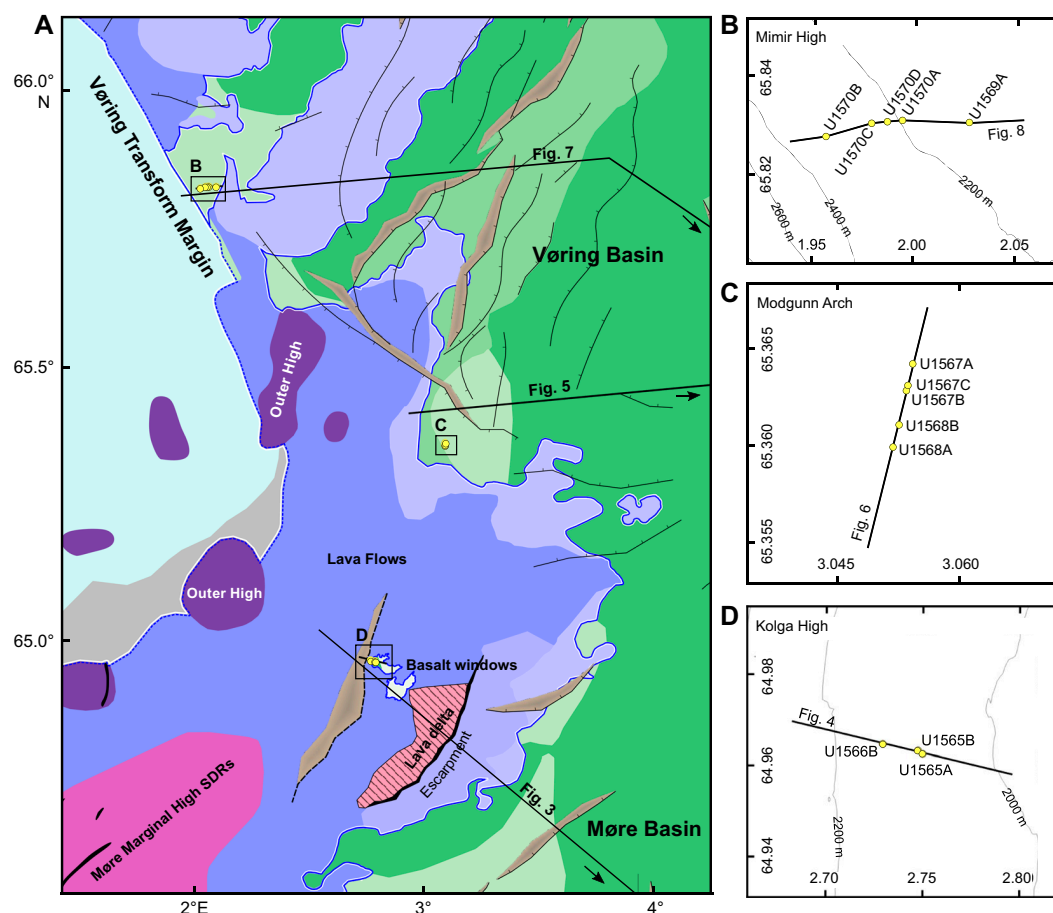 A
66.0°
N
65.5°
65.0°
2°E
3°
4°
Vøring Transform Margin
B
Fig. 7
Vøring Basin
Outer High
Fig. 5
C
Lava Flows
Outer High
D
Basalt windows
Lava delta
Escarpment
Fig. 3
Møre Marginal High SDRs
Møre Basin
B
Mimir High
65.84
65.82
U1570B
U1570C
U1570D
U1570A
U1569A
Fig. 8
2200 m
2400 m
2600 m
1.95
2.00
2.05
C
Modgunn Arch
65.365
65.360
65.355
U1567A
U1567C
U1567B
U1568B
U1568A
Fig. 6
3.045
3.060
D
Kolga High
64.98
64.96
64.94
Fig. 4
U1566B
U1565B
U1565A
2200 m
2000 m
2.70
2.75
2.80